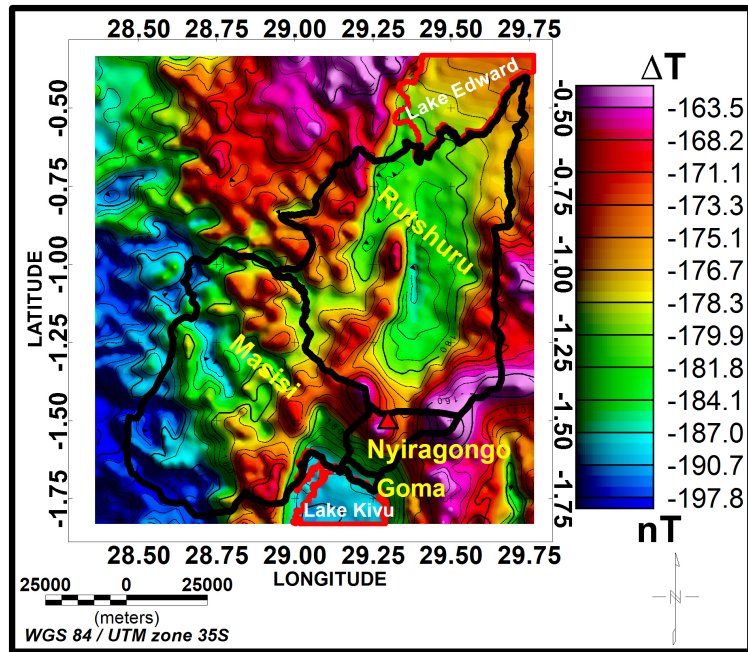 28.50 28.75 29.00 29.25 29.50 29.75
ΔT
-0.50 -0.75 -1.00 -1.25 -1.50 -1.75
LATITUDE
Lake Edward
Rutshuru
Masisi
Nyiragongo
Goma
Lake Kivu
-0.50 -0.75 -1.00 -1.25 -1.50 -1.75
-163.5
-168.2
-171.1
-173.3
-175.1
-176.7
-178.3
-179.9
-181.8
-184.1
-187.0
-190.7
-197.8
nT
28.50 28.75 29.00 29.25 29.50 29.75
LONGITUDE
25000 0 25000
(meters)
WGS 84 / UTM zone 35S
N